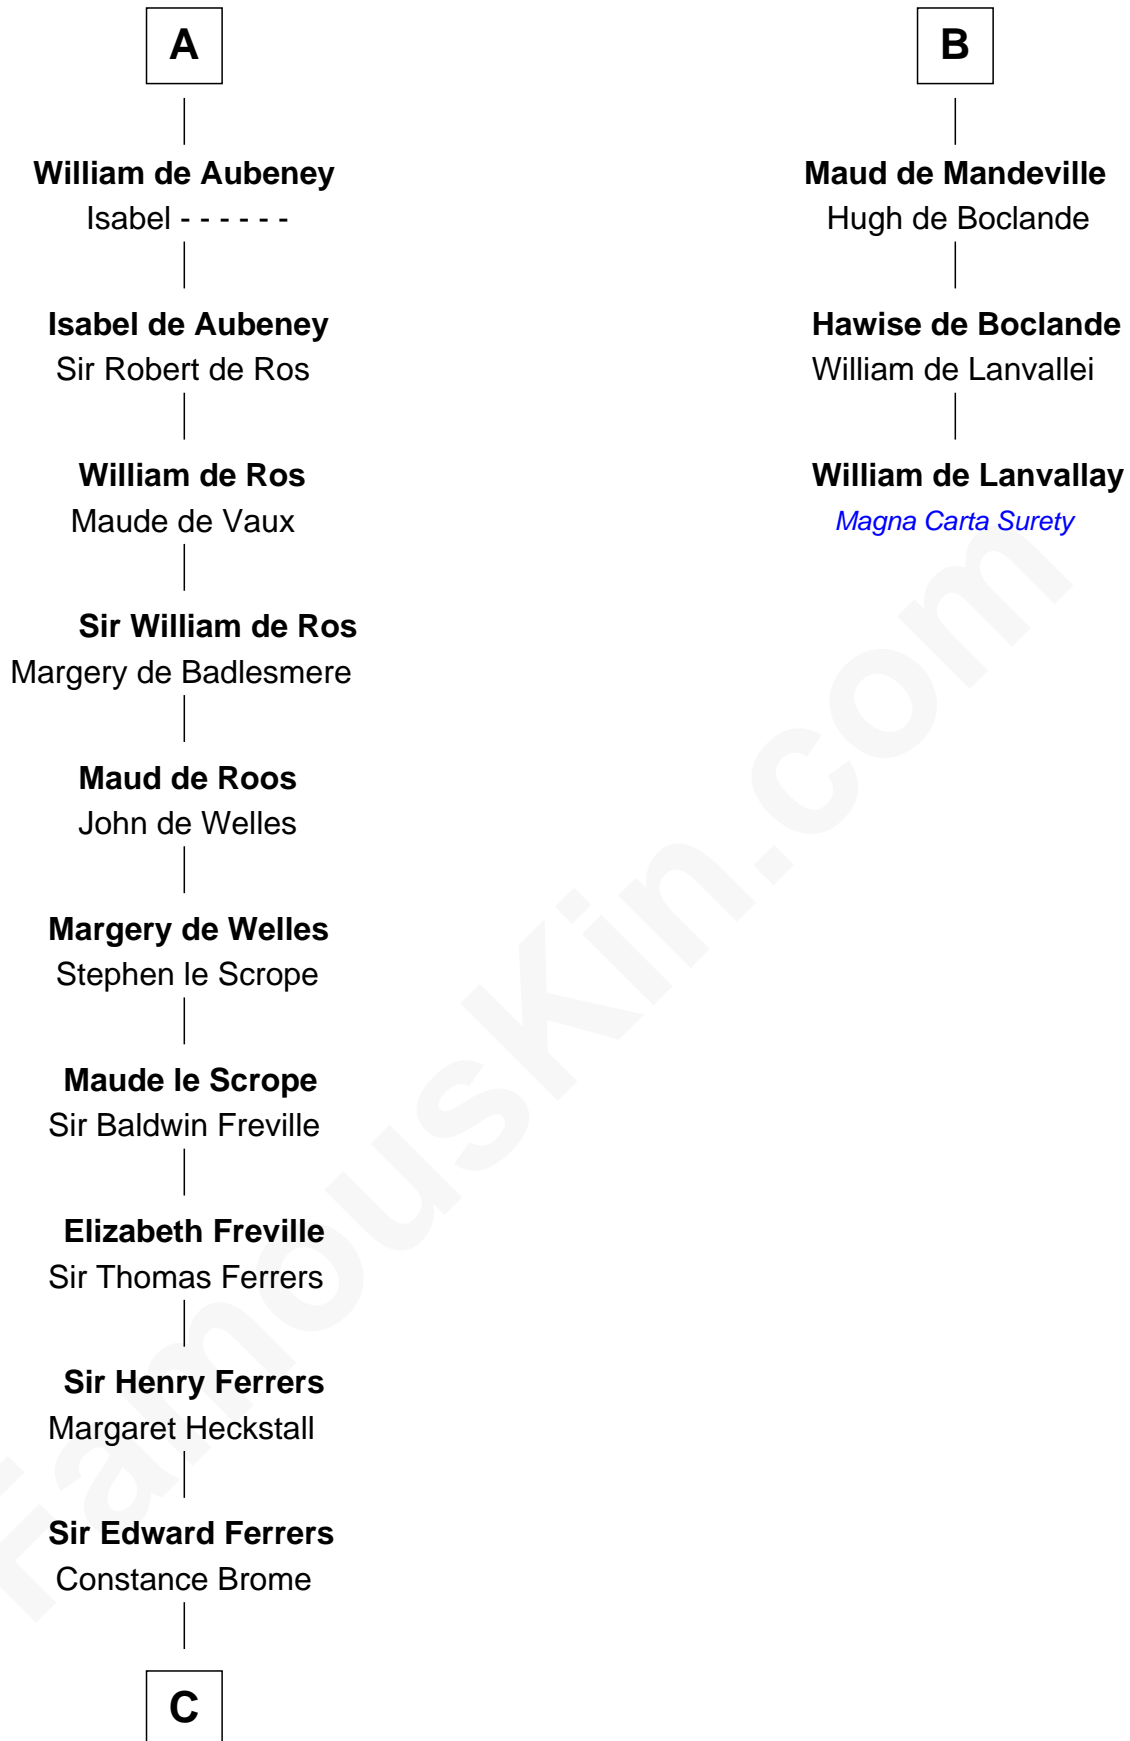 A
William de Aubeney
Isabel - - - - - -
Isabel de Aubeney
Sir Robert de Ros
William de Ros
Maude de Vaux
Sir William de Ros
Margery de Badlesmere
Maud de Roos
John de Welles
Margery de Welles
Stephen le Scrope
Maude le Scrope
Sir Baldwin Freville
Elizabeth Freville
Sir Thomas Ferrers
Sir Henry Ferrers
Margaret Heckstall
Sir Edward Ferrers
Constance Brome
C
B
Maud de Mandeville
Hugh de Boclande
Hawise de Boclande
William de Lanvallei
William de Lanvallay
Magna Carta Surety
FamousKin.com